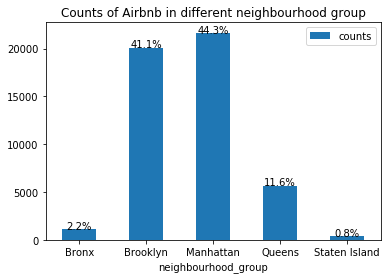 Counts of Airbnb in different neighbourhood group
counts
20000
15000
10000
5000
0
2.2%
41.1%
44.3%
11.6%
0.8%
Bronx Brooklyn Manhattan Queens Staten Island
neighbourhood_group